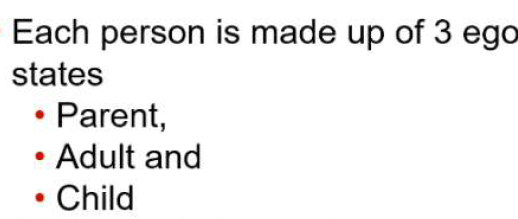 Each person is made up of 3 ego
states
• Parent,
• Adult and
• Child